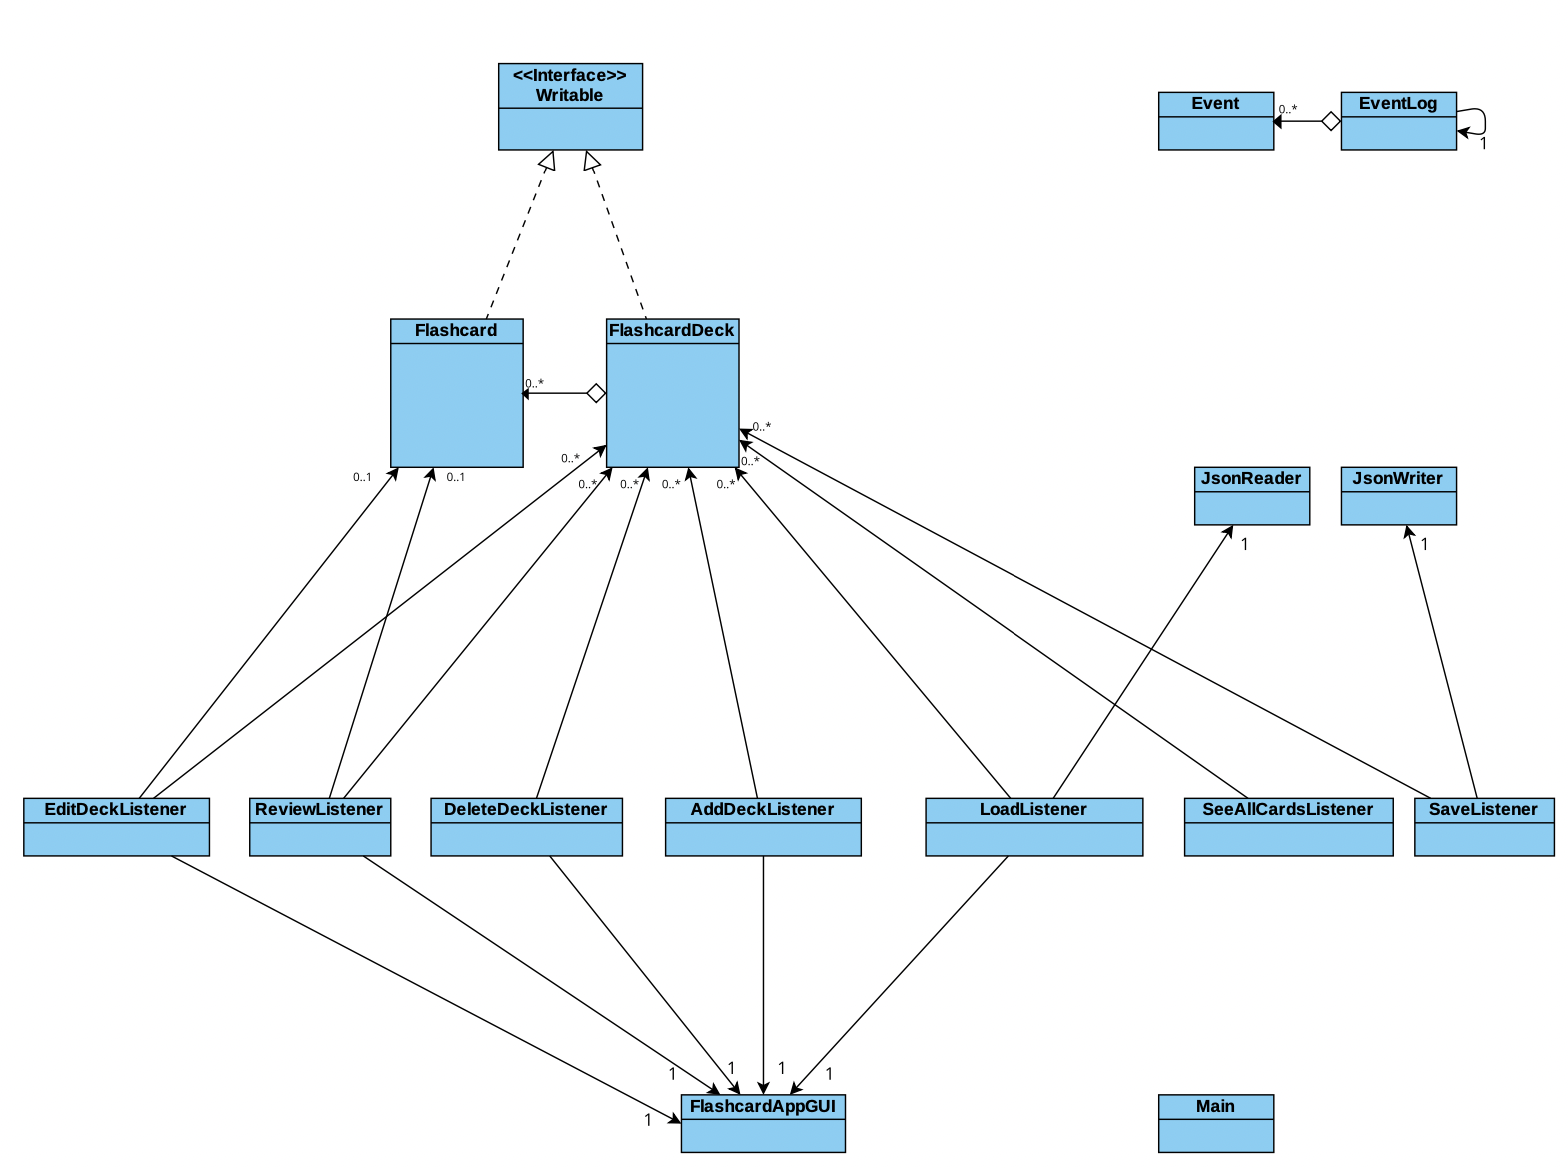 <<Interface>>
Writable
Event
0..*
EventLog
1
Flashcard
0..*
FlashcardDeck
0..*
0..*
0..*
0..1
0..1
0..*
0..*
0..*
0..*
JsonReader
JsonWriter
1
1
EditDeckListener
ReviewListener
DeleteDeckListener
AddDeckListener
LoadListener
SeeAllCardsListener
SaveListener
1
1
1
1
1
FlashcardAppGUI
Main